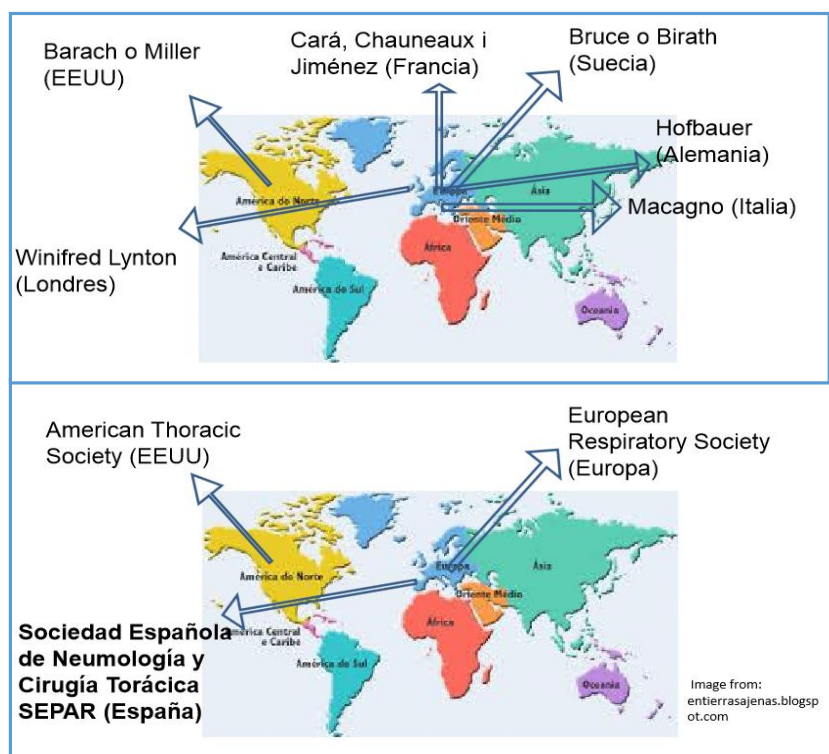 Barach o Miller
(EEUU)
Cará, Chauneaux i
Jiménez (Francia)
Bruce o Birath
(Suecia)
Hofbauer
(Alemania)
Macagno (Italia)
Winifred Lynton
(Londres)
América do Norte
Europa
Ásia
Oriente Médio
América Central
e Caribé
África
América do Sul
Oceania
American Thoracic
Society (EEUU)
European
Respiratory Society
(Europa)
Sociedad Española
de Neumología y
Cirugía Torácica
SEPAR (España)
América do Norte
Europa
Ásia
Oriente Médio
América Central
e Caribé
África
América do Sul
Oceania
Image from:
entierrasajenas.blogsp
ot.com